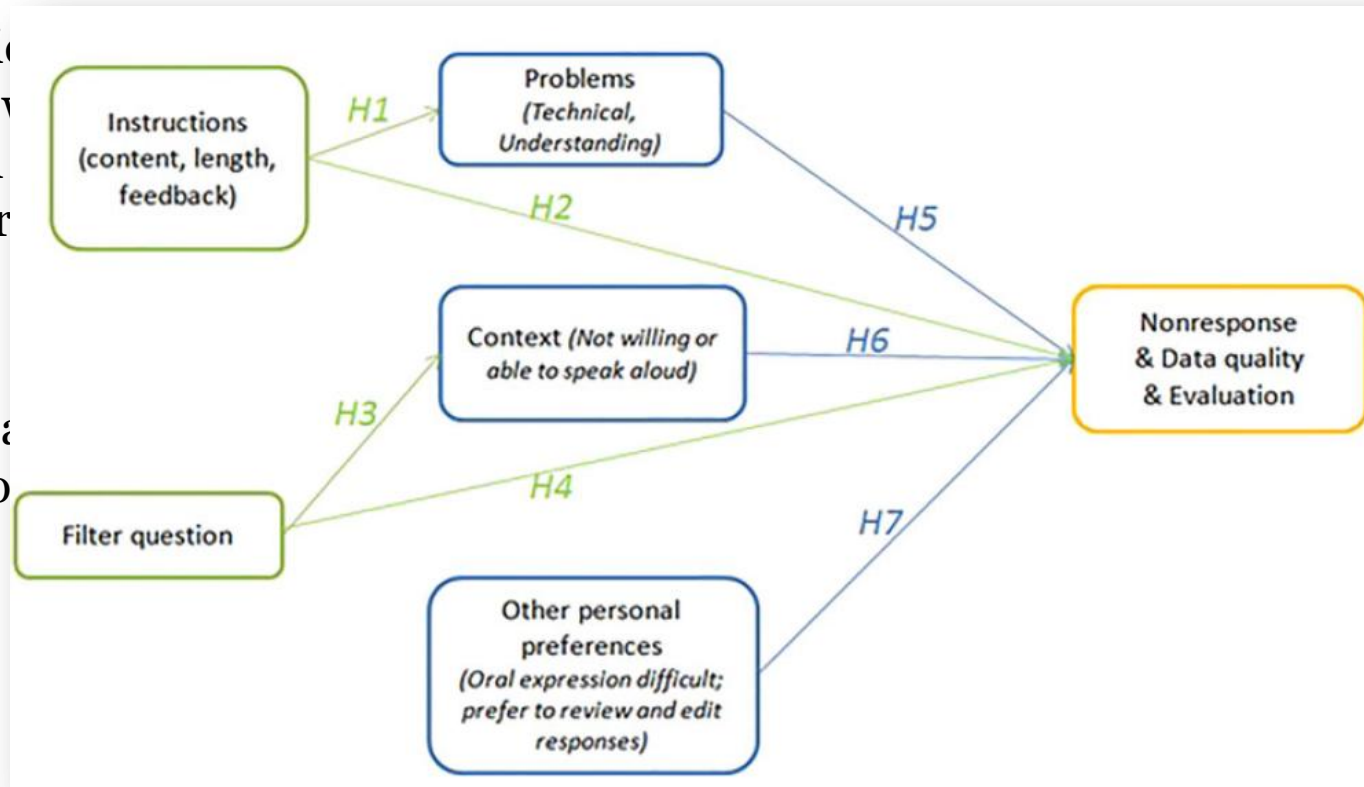 Instructions
(content, length,
feedback)
H1
Problems
(Technical,
Understanding)
H2
H5
Context (Not willing or
able to speak aloud)
H6
Nonresponse
& Data quality
& Evaluation
H3
H4
Filter question
H7
Other personal
preferences
(Oral expression difficult;
prefer to review and edit
responses)